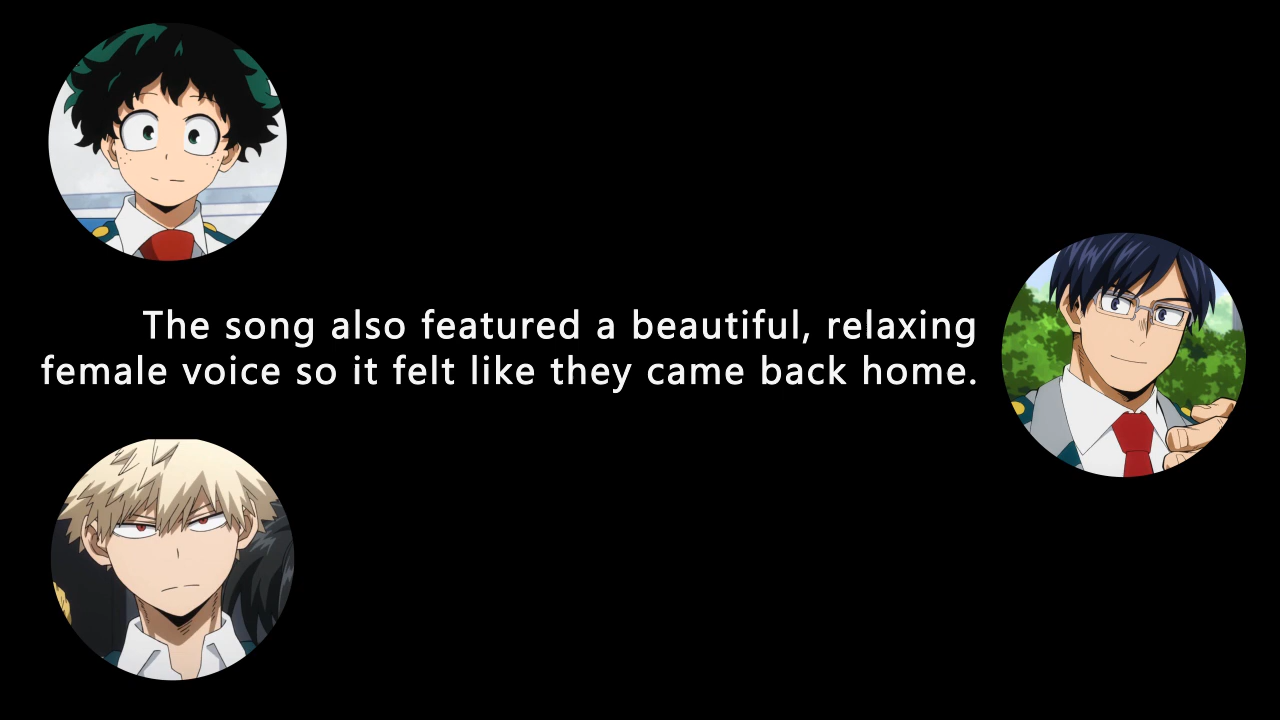 The song also featured a beautiful, relaxing
female voice so it felt like they came back home.